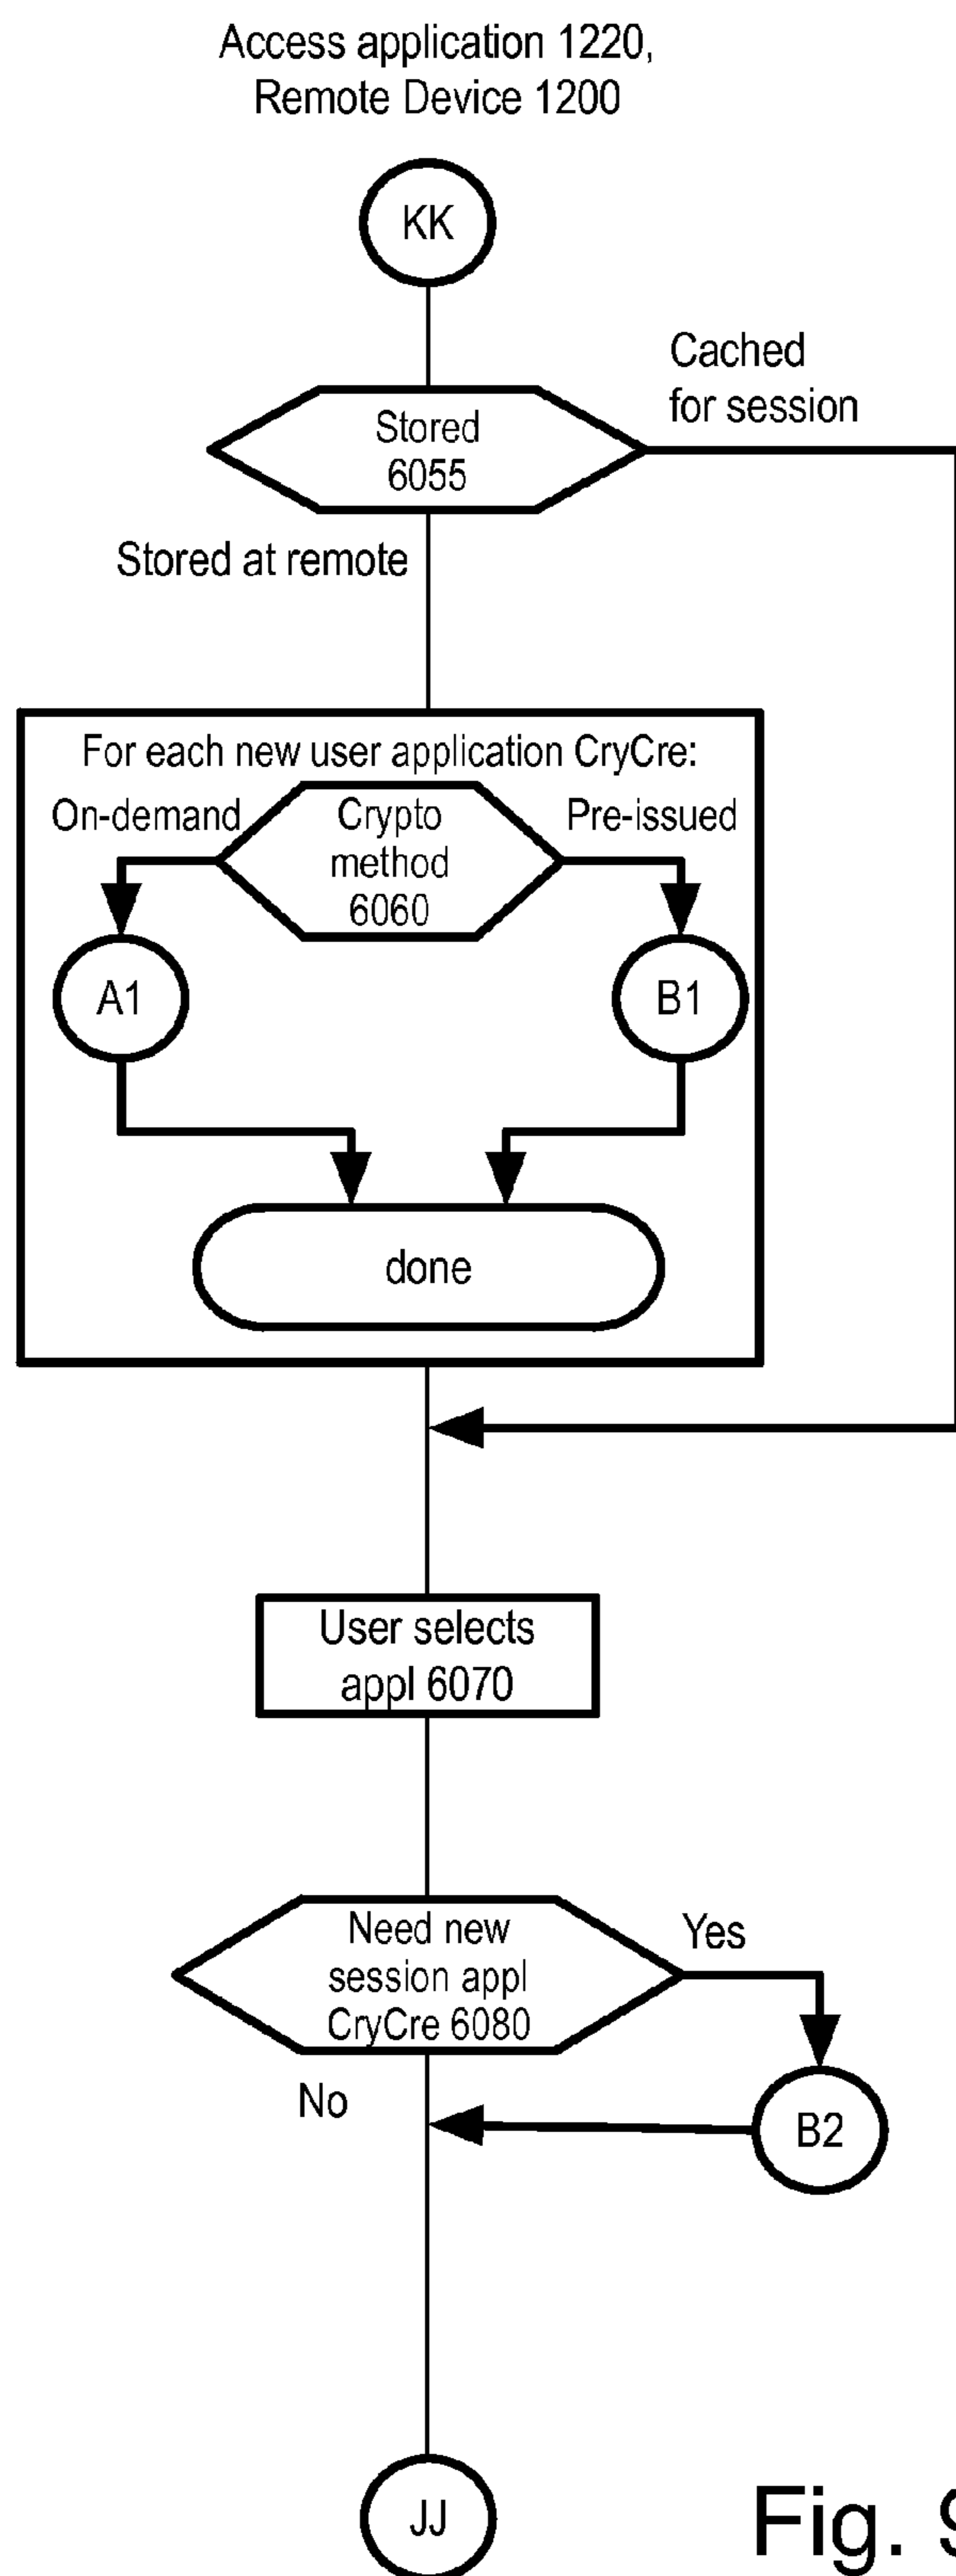 Access application 1220,
Remote Device 1200
KK
Cached
for session
Stored
6055
Stored at remote
For each new user application CryCre:
On-demand
Crypto
method
6060
Pre-issued
A1
B1
done
User selects
appl 6070
Need new
session appl
CryCre 6080
Yes
No
B2
JJ
Fig. 9